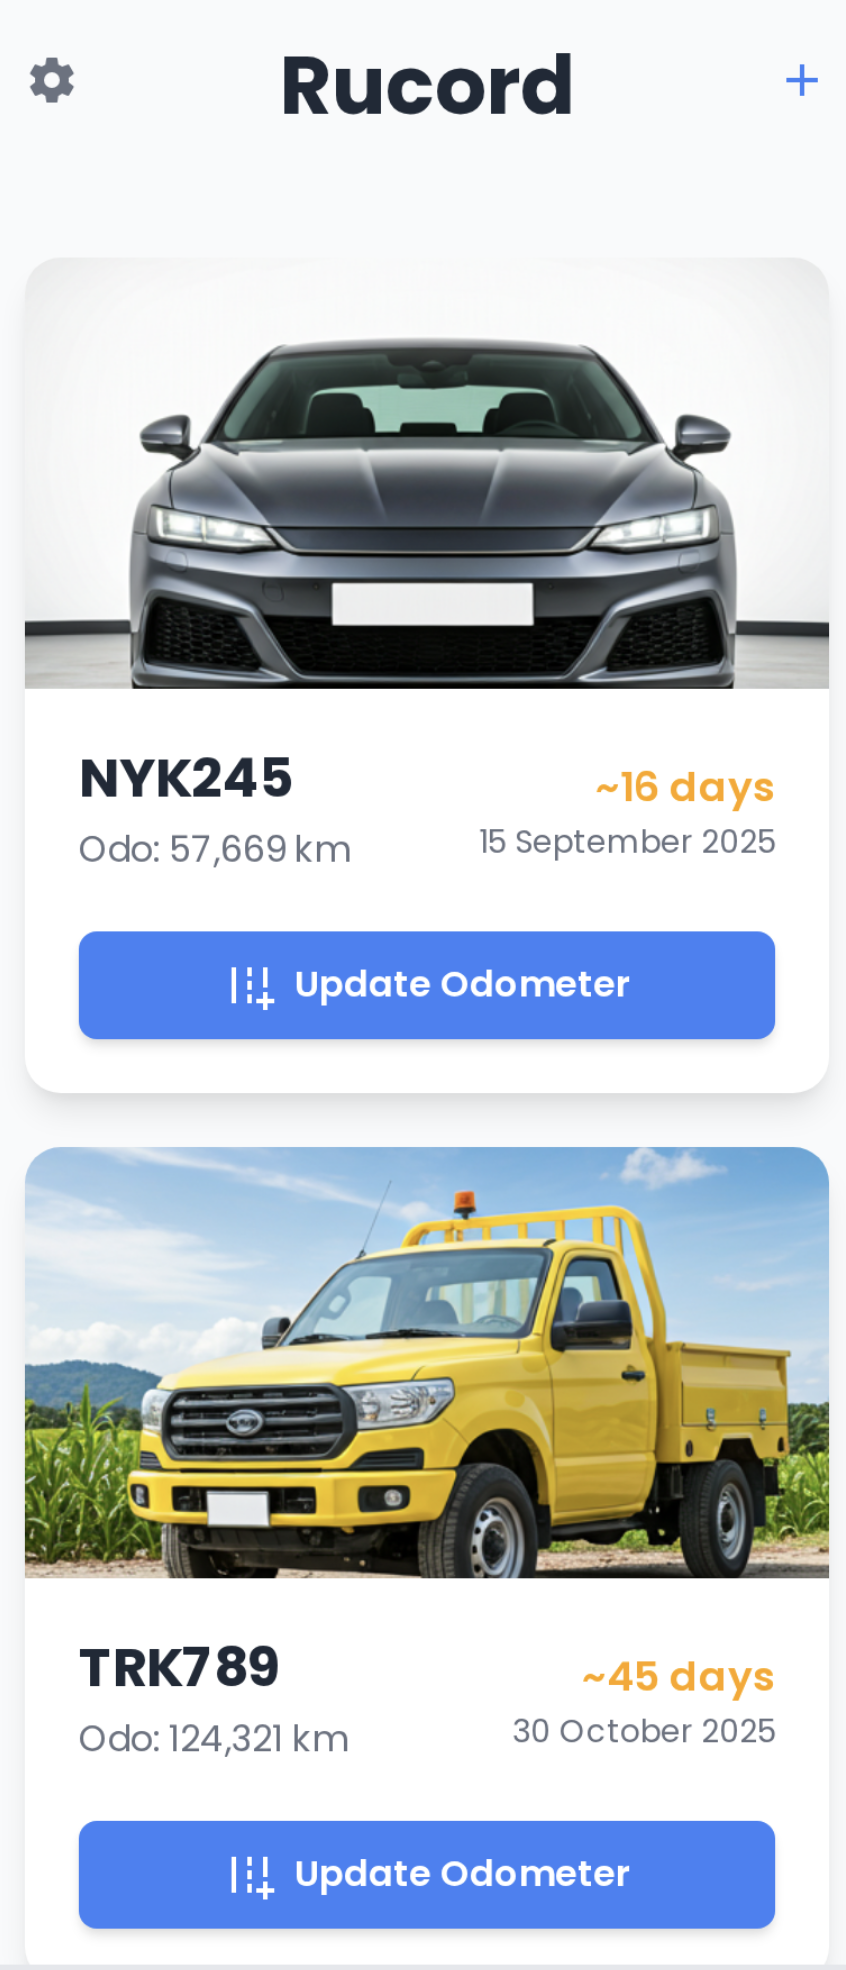 Rucord
NYK245
~16 days
Odo: 57,669 km
15 September 2025
Update Odometer
TRK789
~45 days
Odo: 124,321 km
30 October 2025
Update Odometer